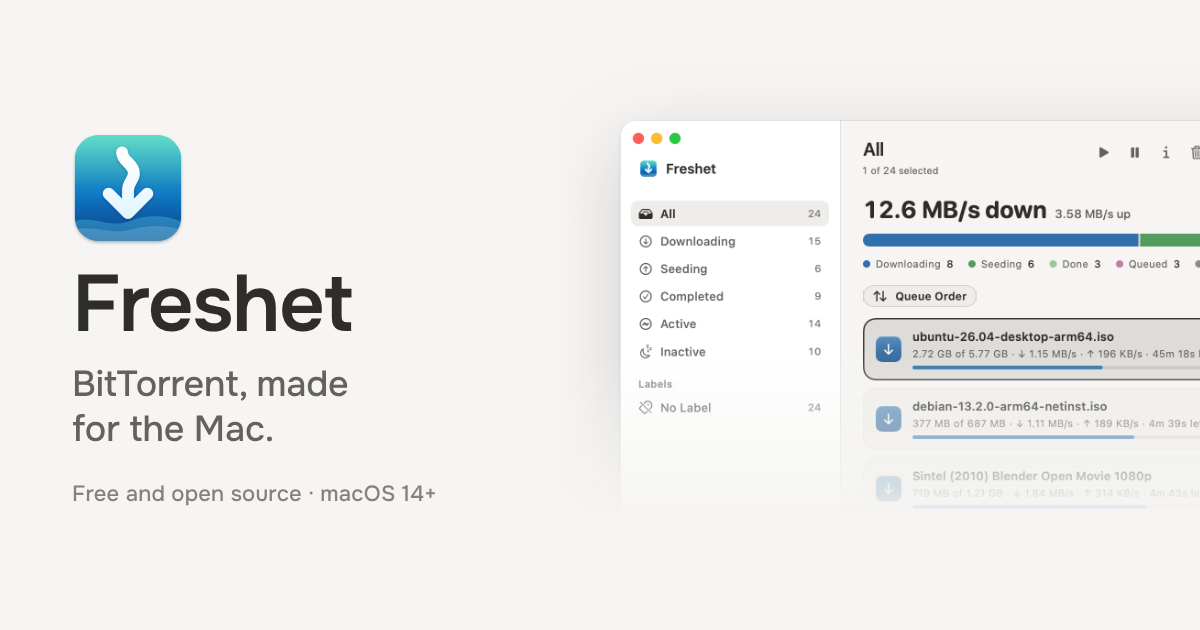 Freshet
BitTorrent, made
for the Mac.
Free and open source · macOS 14+
Freshet
All 24
Downloading 15
Seeding 6
Completed 9
Active 14
Inactive 10
Labels
No Label 24
All
1 of 24 selected
12.6 MB/s down 3.58 MB/s up
Downloading 8 Seeding 6 Done 3 Queued 3
Queue Order
ubuntu-26.04-desktop-arm64.iso
2.72 GB of 5.77 GB · ↓ 1.15 MB/s · ↑ 196 KB/s · 45m 18s
debian-13.2.0-arm64-netinst.iso
377 MB of 687 MB · ↓ 1.11 MB/s · ↑ 189 KB/s · 4m 39s le
Sintel (2010) Blender Open Movie 1080p
719 MB of 1.21 GB · ↓ 1.84 MB/s · ↑ 314 KB/s · 4m 43s le